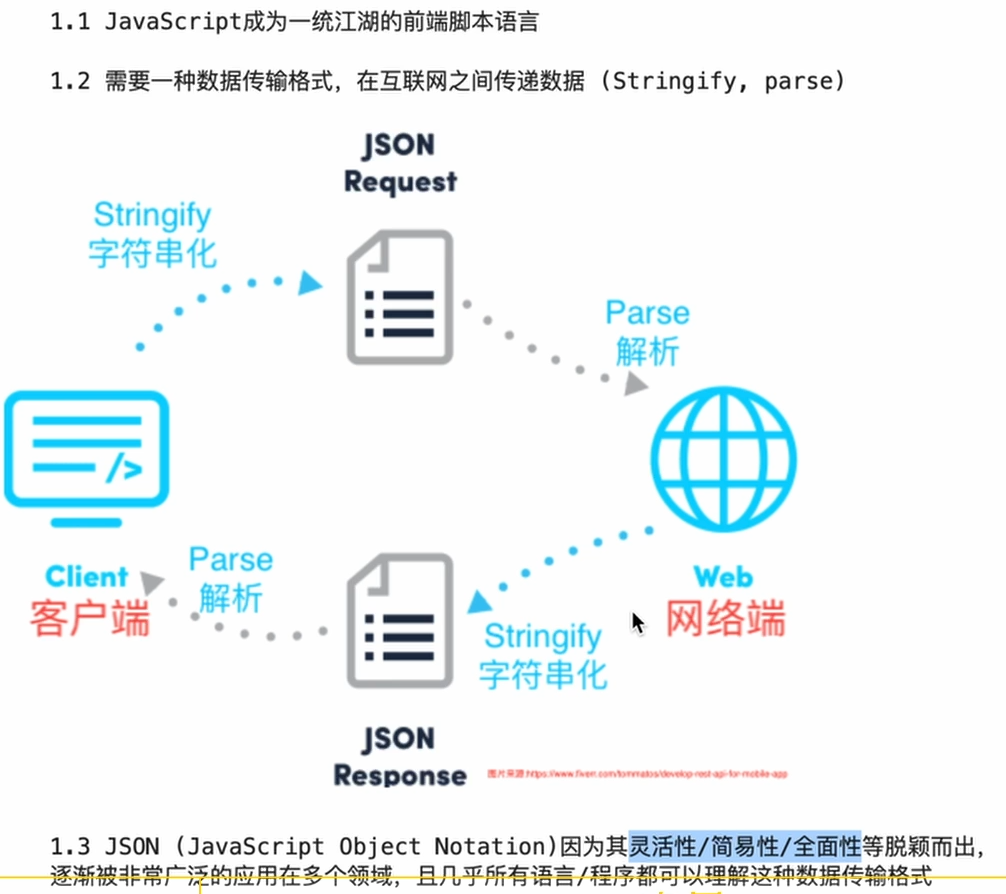 1.1 JavaScript成为一统江湖的前端脚本语言
1.2 需要一种数据传输格式，在互联网之间传递数据 (Stringify, parse)
JSON
Request
Stringify
字符串化
Parse
解析
/>
Client
客户端
Parse
解析
Web
网络端
Stringify
字符串化
JSON
Response
图片来源 https://www.fiverr.com/tommatos/develop-rest-api-for-mobile-app
1.3 JSON (JavaScript Object Notation)因为其灵活性/简易性/全面性等脱颖而出，
逐渐被非常广泛的应用在多个领域，且几乎所有语言/程序都可以理解这种数据传输格式